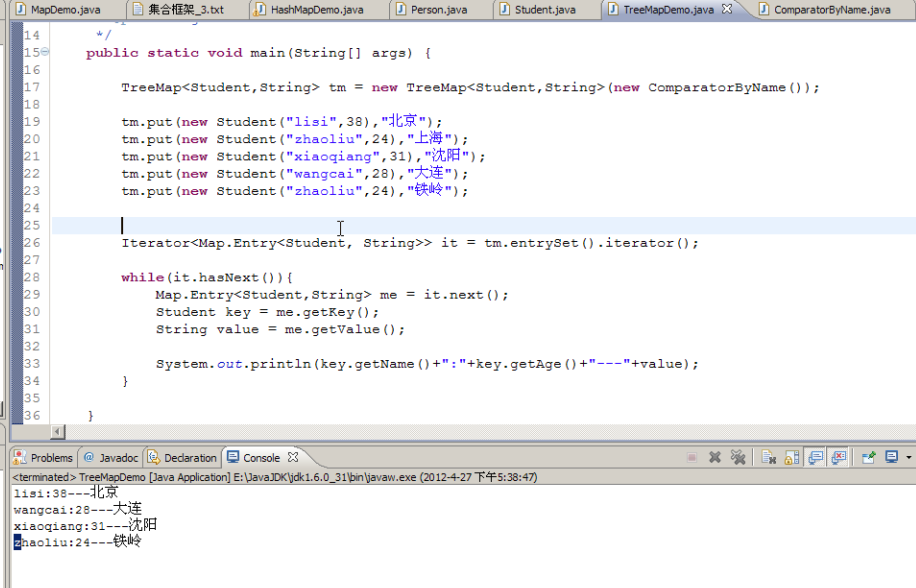 MapDemo.java 集合框架_3.txt HashMapDemo.java Person.java Student.java TreeMapDemo.java ComparatorByName.java
14 */
15 public static void main(String[] args) {
16
17 TreeMap<Student,String> tm = new TreeMap<Student,String>(new ComparatorByName());
18
19 tm.put(new Student("lisi",38),"北京");
20 tm.put(new Student("zhaoliu",24),"上海");
21 tm.put(new Student("xiaoqiang",31),"沈阳");
22 tm.put(new Student("wangcai",28),"大连");
23 tm.put(new Student("zhaoliu",24),"铁岭");
24
25
26 Iterator<Map.Entry<Student, String>> it = tm.entrySet().iterator();
27
28 while(it.hasNext()){
29 Map.Entry<Student,String> me = it.next();
30 Student key = me.getKey();
31 String value = me.getValue();
32
33 System.out.println(key.getName()+":"+key.getAge()+"---"+value);
34 }
35
36 }
Problems @ Javadoc Declaration Console
<terminated> TreeMapDemo [Java Application] E:\JavaJDK\jdk1.6.0_31\bin\javaw.exe (2012-4-27 下午5:38:47)
lisi:38---北京
wangcai:28---大连
xiaoqiang:31---沈阳
zhaoliu:24---铁岭